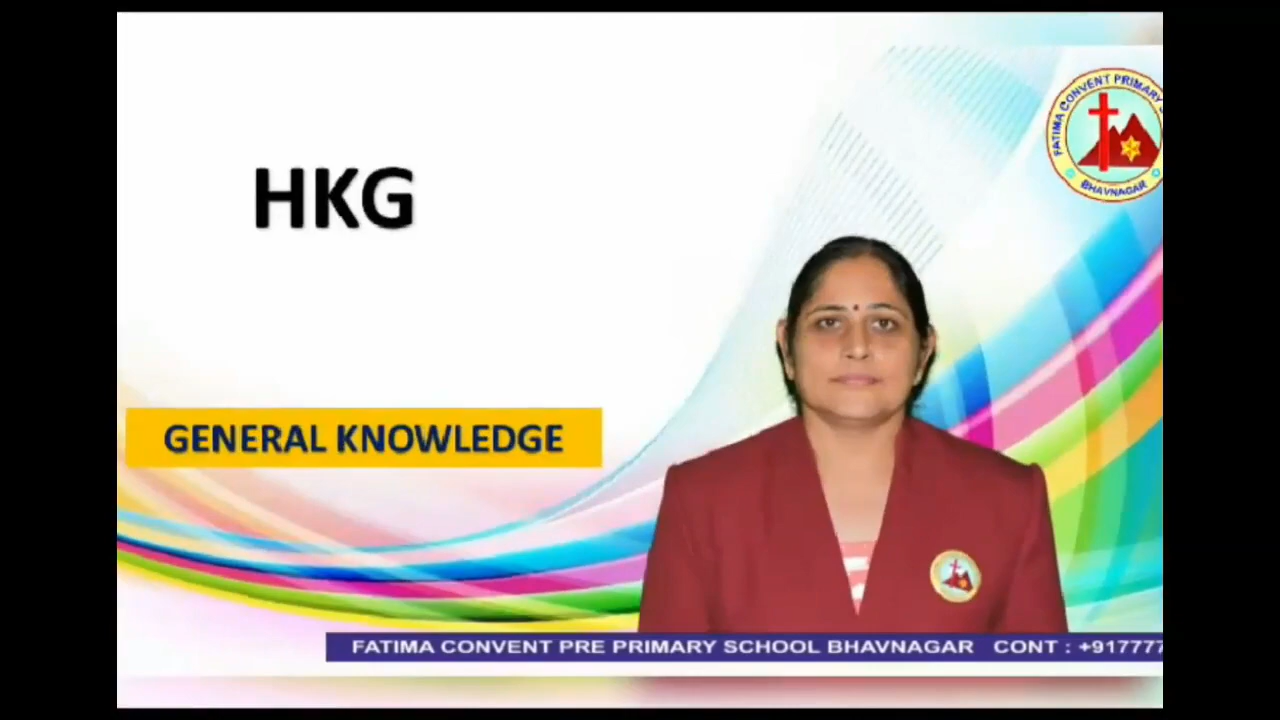 FATIMA CONVENT PRIMARY
BHAVNAGAR
HKG
GENERAL KNOWLEDGE
FATIMA CONVENT PRE PRIMARY SCHOOL BHAVNAGAR CONT : +917777